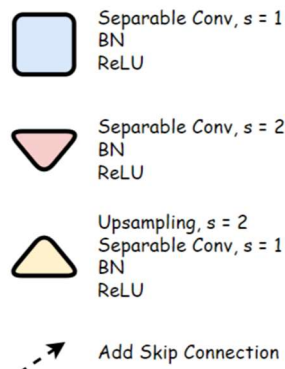 Separable Conv, s = 1
BN
ReLU
Separable Conv, s = 2
BN
ReLU
Upsampling, s = 2
Separable Conv, s = 1
BN
ReLU
Add Skip Connection